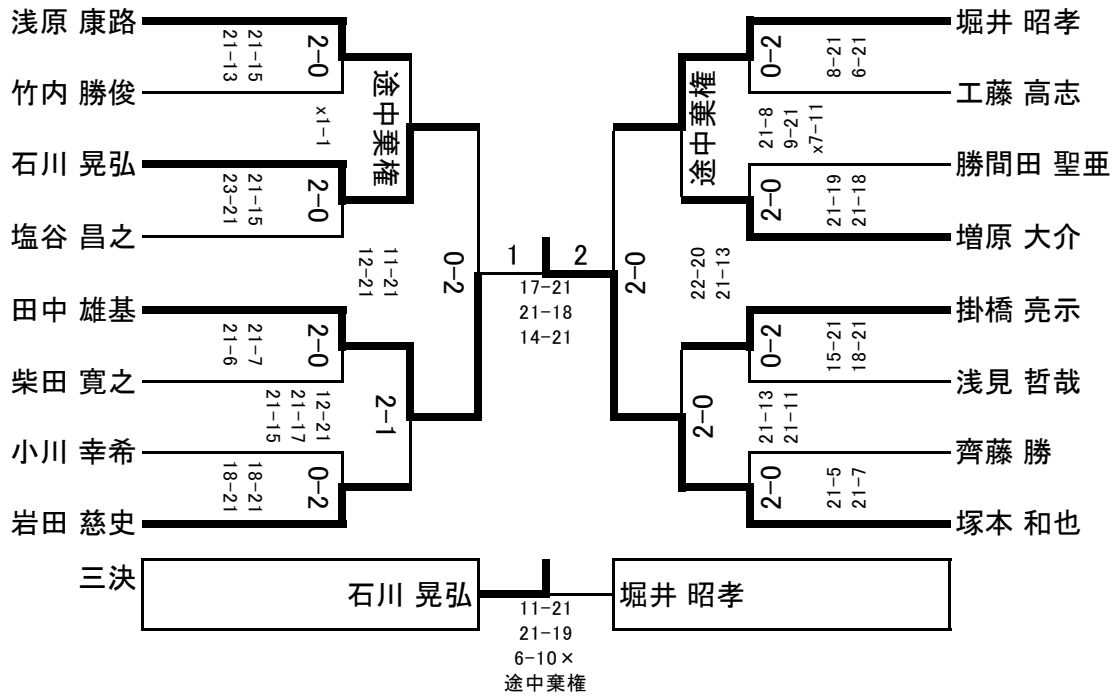 浅原 康路
21-15
21-13
2-0
竹内 勝俊
途中棄権
x1-1
石川 晃弘
21-15
23-21
2-0
塩谷 昌之
11-21
12-21
0-2
田中 雄基
21-7
21-6
2-0
柴田 寛之
12-21
21-17
21-15
2-1
小川 幸希
18-21
18-21
0-2
岩田 慈史
1 2
17-21
21-18
14-21
堀井 昭孝
0-2
8-21
6-21
工藤 高志
途中棄権
21-8
9-21
x7-11
勝間田 聖亜
2-0
21-19
21-18
増原 大介
2-0
22-20
21-13
掛橋 亮示
0-2
15-21
18-21
浅見 哲哉
2-0
21-13
21-11
齊藤 勝
2-0
21-5
21-7
塚本 和也
三決
石川 晃弘
堀井 昭孝
11-21
21-19
6-10×
途中棄権